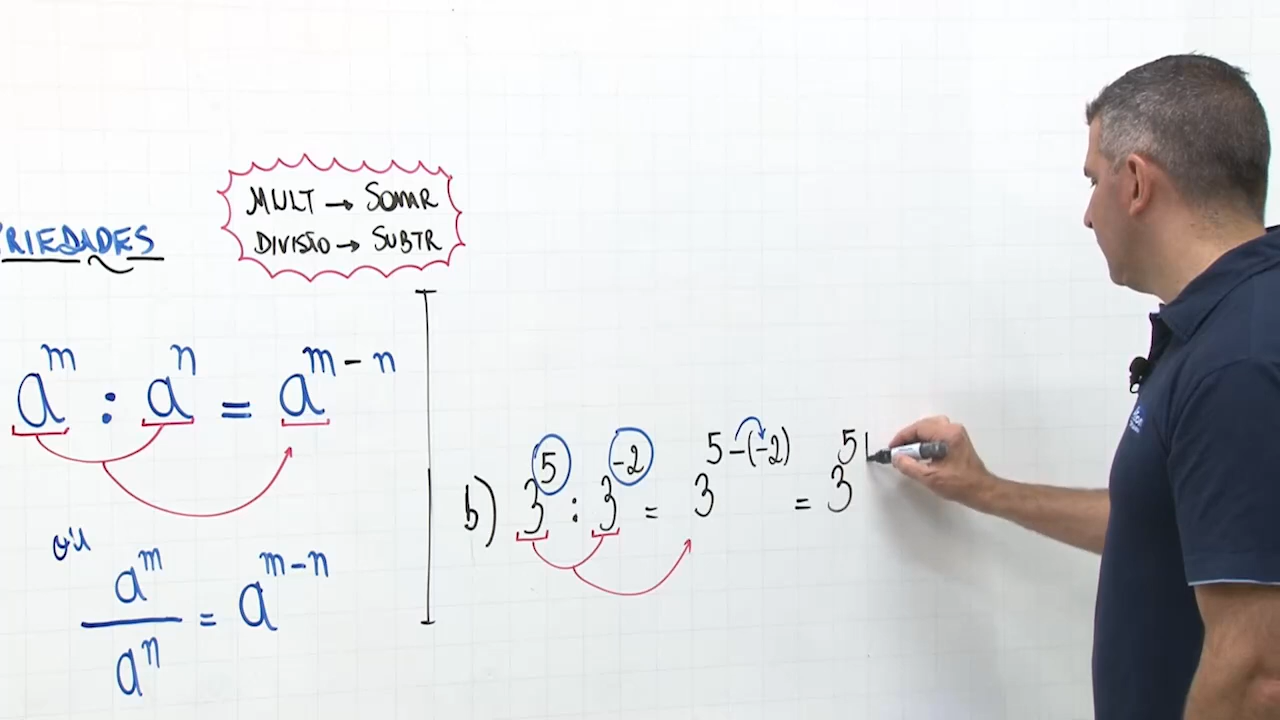 MULT → SOMAR
DIVISÃO → SUBTR
PRIEDADES
a^m : a^n = a^(m-n)
ou
a^m / a^n = a^(m-n)
b) 3^5 : 3^-2 = 3^(5-(-2)) = 3^5